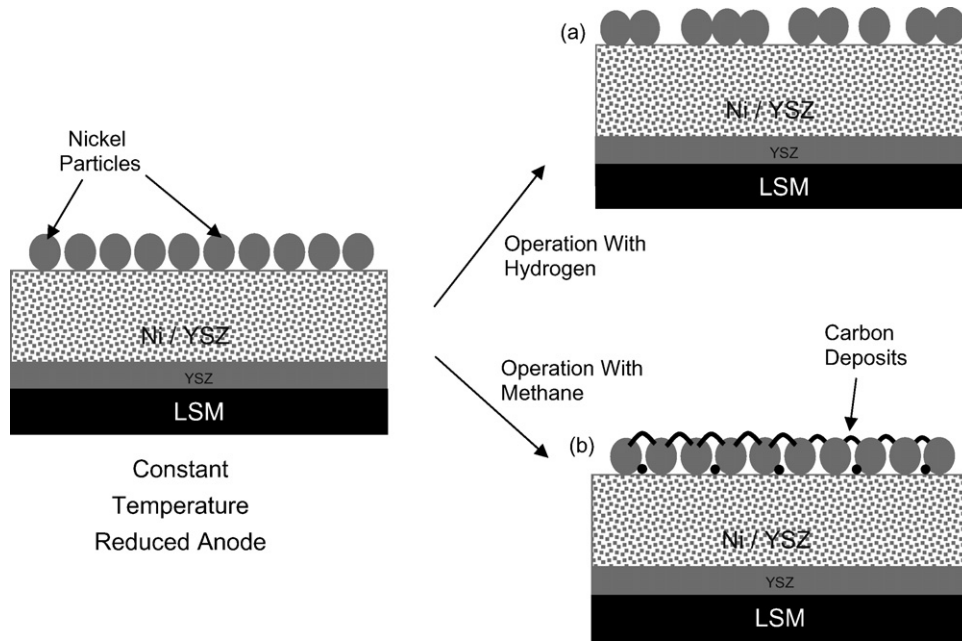 Nickel
Particles
Ni / YSZ
YSZ
LSM
Constant
Temperature
Reduced Anode
Operation With
Hydrogen
Operation With
Methane
(a)
Ni / YSZ
YSZ
LSM
Carbon
Deposits
(b)
Ni / YSZ
YSZ
LSM